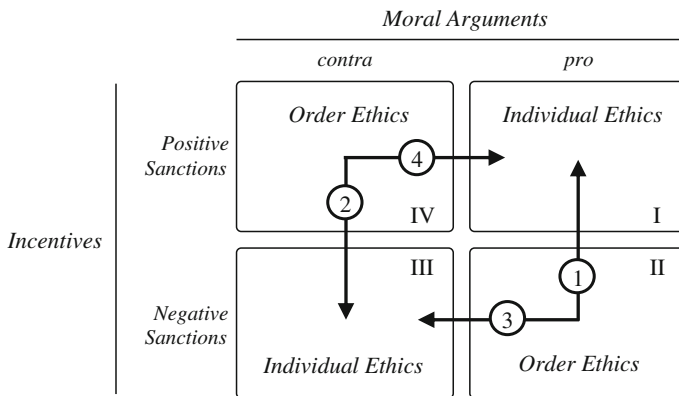 Moral Arguments
contra
pro
Order Ethics
Individual Ethics
Positive
Sanctions
4
2
IV
I
Incentives
III
II
1
Negative
Sanctions
3
Individual Ethics
Order Ethics